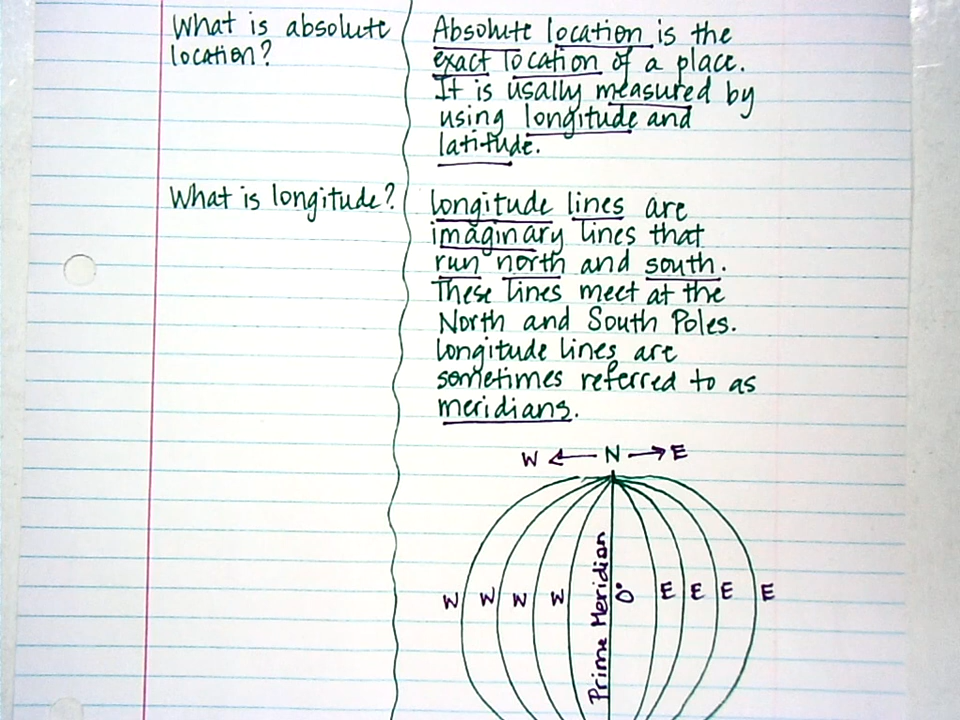 What is absolute
location?
Absolute location is the
exact location of a place.
It is usally measured by
using longitude and
latitude.
What is longitude?
longitude lines are
imaginary lines that
run north and south.
These lines meet at the
North and South Poles.
longitude lines are
sometimes referred to as
meridians.
W ← N → E
W W W W Prime Meridian 0° E E E E